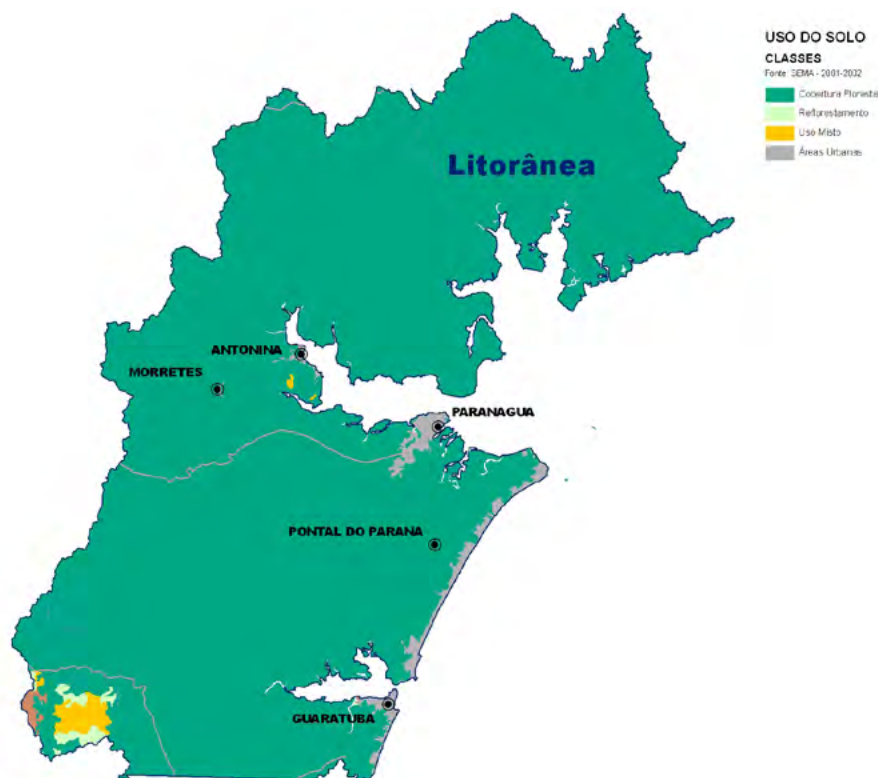 USO DO SOLO
CLASSES
Fonte: SEMA - 2001-2002
Cobertura Floresta
Reflorestamento
Uso Misto
Áreas Urbanas
Litorânea
ANTONINA
MORRETES
PARANAGUA
PONTAL DO PARANA
GUARATUBA